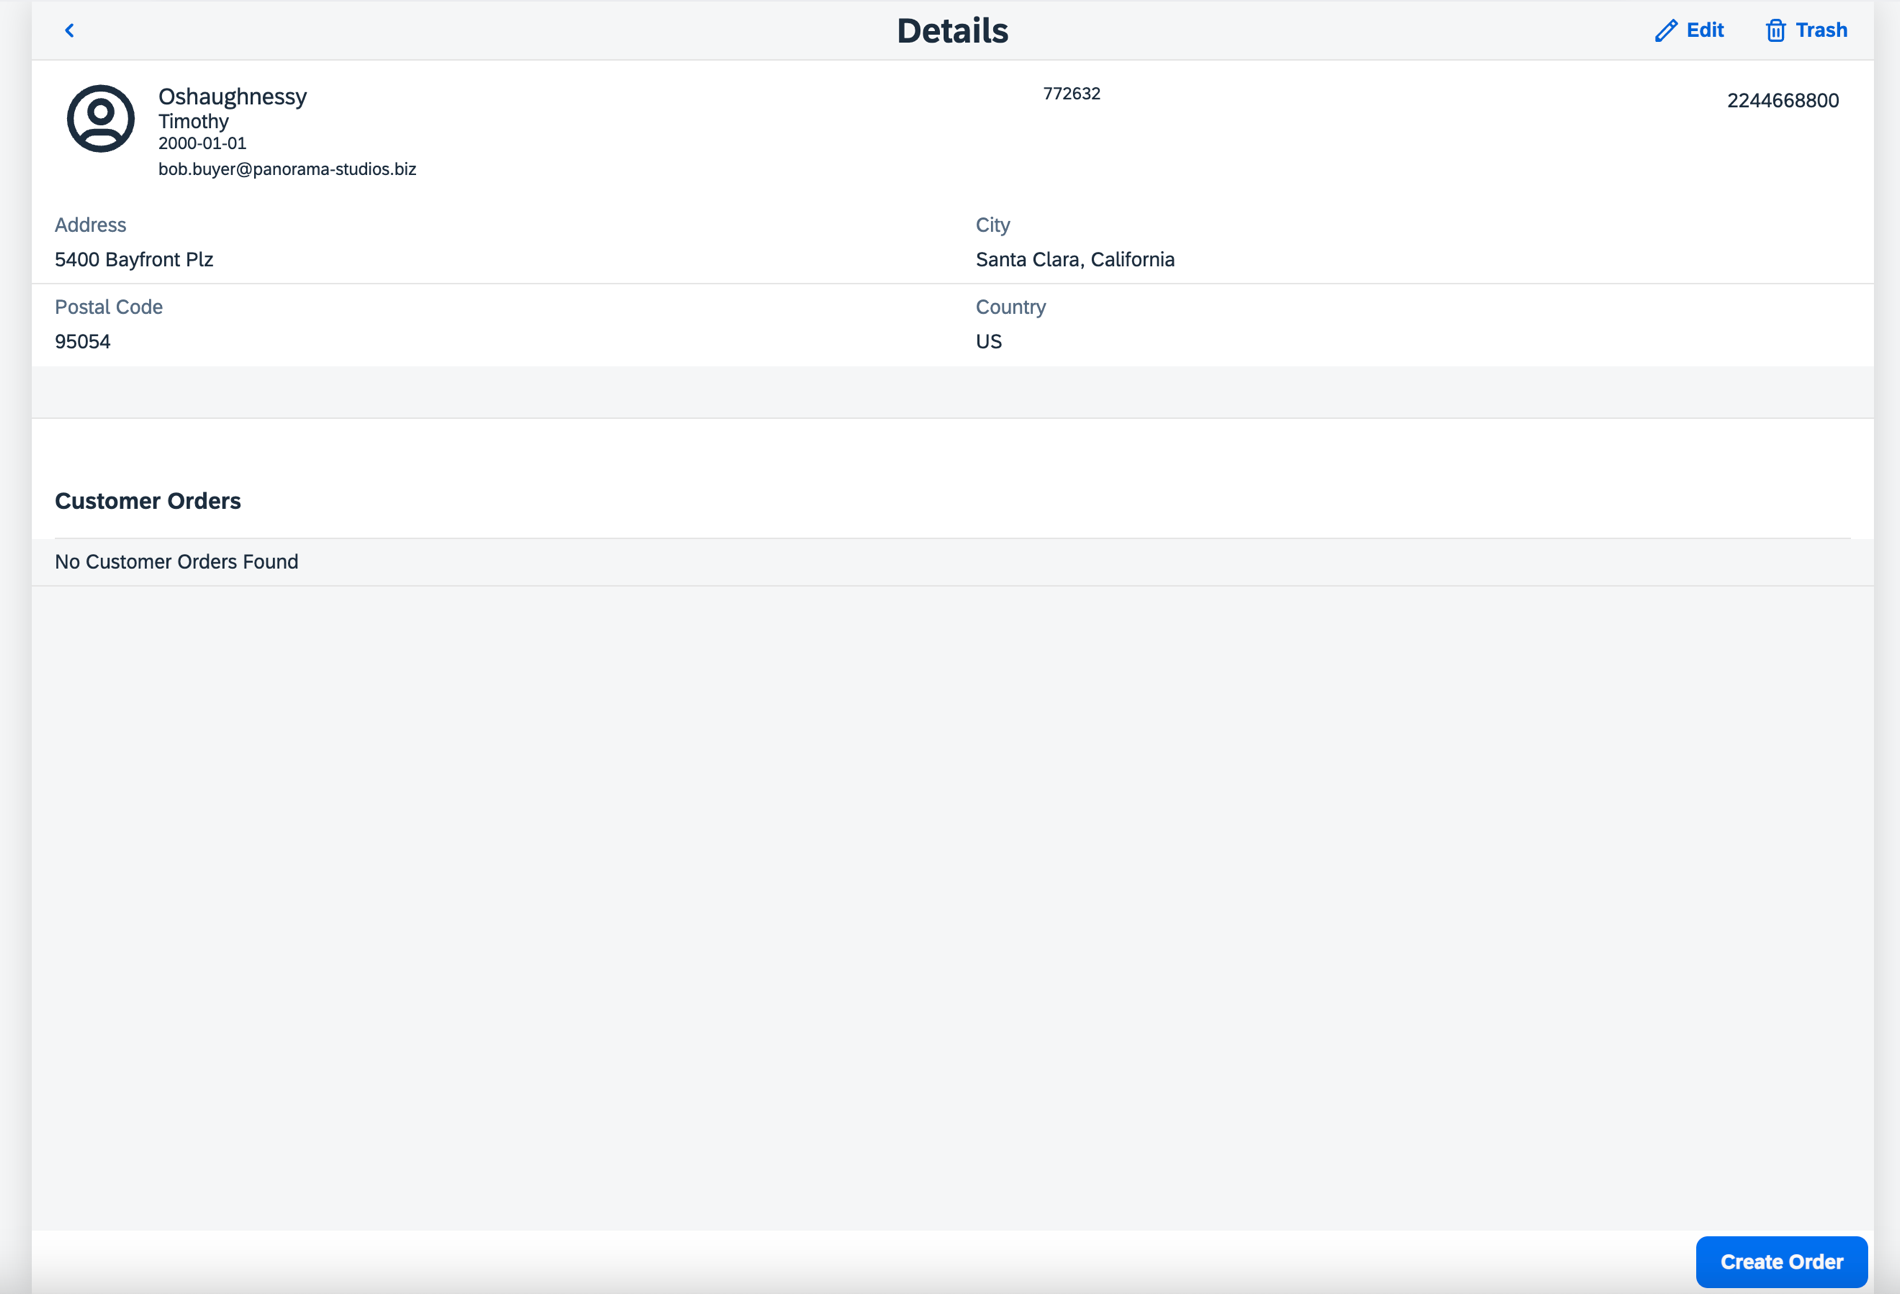 Details
Edit
Trash
Oshaughnessy
772632
2244668800
Timothy
2000-01-01
bob.buyer@panorama-studios.biz
Address
City
5400 Bayfront Plz
Santa Clara, California
Postal Code
Country
95054
US
Customer Orders
No Customer Orders Found
Create Order